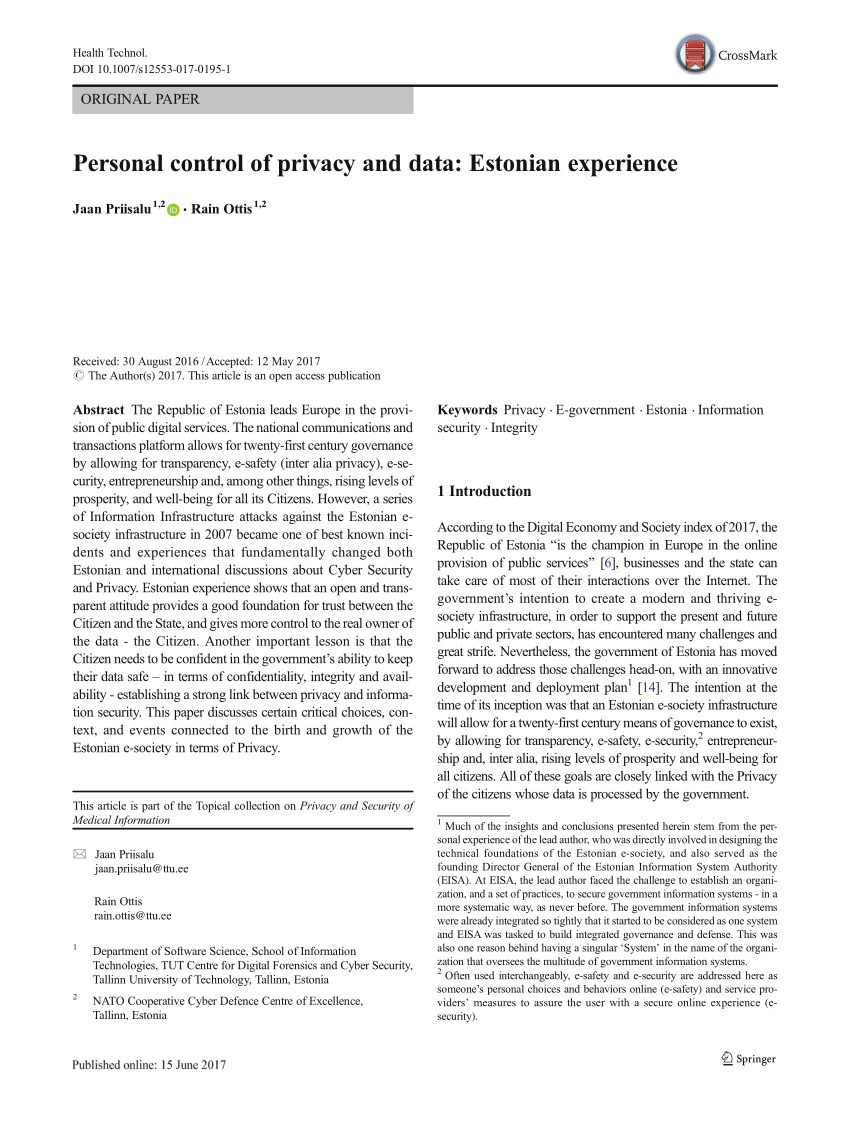 Health Technol.
DOI 10.1007/s12553-017-0195-1
CrossMark
ORIGINAL PAPER
Personal control of privacy and data: Estonian experience
Jaan Priisalu1,2 iD · Rain Ottis1,2
Received: 30 August 2016 / Accepted: 12 May 2017
© The Author(s) 2017. This article is an open access publication
Abstract The Republic of Estonia leads Europe in the provi-
sion of public digital services. The national communications and
transactions platform allows for twenty-first century governance
by allowing for transparency, e-safety (inter alia privacy), e-se-
curity, entrepreneurship and, among other things, rising levels of
prosperity, and well-being for all its Citizens. However, a series
of Information Infrastructure attacks against the Estonian e-
society infrastructure in 2007 became one of best known inci-
dents and experiences that fundamentally changed both
Estonian and international discussions about Cyber Security
and Privacy. Estonian experience shows that an open and trans-
parent attitude provides a good foundation for trust between the
Citizen and the State, and gives more control to the real owner of
the data - the Citizen. Another important lesson is that the
Citizen needs to be confident in the government's ability to keep
their data safe – in terms of confidentiality, integrity and avail-
ability - establishing a strong link between privacy and informa-
tion security. This paper discusses certain critical choices, con-
text, and events connected to the birth and growth of the
Estonian e-society in terms of Privacy.
This article is part of the Topical collection on Privacy and Security of
Medical Information
Jaan Priisalu
jaan.priisalu@ttu.ee
Rain Ottis
rain.ottis@ttu.ee
1 Department of Software Science, School of Information
Technologies, TUT Centre for Digital Forensics and Cyber Security,
Tallinn University of Technology, Tallinn, Estonia
2 NATO Cooperative Cyber Defence Centre of Excellence,
Tallinn, Estonia
Keywords Privacy · E-government · Estonia · Information
security · Integrity
1 Introduction
According to the Digital Economy and Society index of 2017, the
Republic of Estonia “is the champion in Europe in the online
provision of public services” [6], businesses and the state can
take care of most of their interactions over the Internet. The
government's intention to create a modern and thriving e-
society infrastructure, in order to support the present and future
public and private sectors, has encountered many challenges and
great strife. Nevertheless, the government of Estonia has moved
forward to address those challenges head-on, with an innovative
development and deployment plan1 [14]. The intention at the
time of its inception was that an Estonian e-society infrastructure
will allow for a twenty-first century means of governance to exist,
by allowing for transparency, e-safety, e-security,2 entrepreneur-
ship and, inter alia, rising levels of prosperity and well-being for
all citizens. All of these goals are closely linked with the Privacy
of the citizens whose data is processed by the government.
1 Much of the insights and conclusions presented herein stem from the per-
sonal experience of the lead author, who was directly involved in designing the
technical foundations of the Estonian e-society, and also served as the
founding Director General of the Estonian Information System Authority
(EISA). At EISA, the lead author faced the challenge to establish an organi-
zation, and a set of practices, to secure government information systems - in a
more systematic way, as never before. The government information systems
were already integrated so tightly that it started to be considered as one system
and EISA was tasked to build integrated governance and defense. This was
also one reason behind having a singular ‘System’ in the name of the organi-
zation that oversees the multitude of government information systems.
2 Often used interchangeably, e-safety and e-security are addressed here as
someone's personal choices and behaviors online (e-safety) and service pro-
viders’ measures to assure the user with a secure online experience (e-
security).
Published online: 15 June 2017
Springer